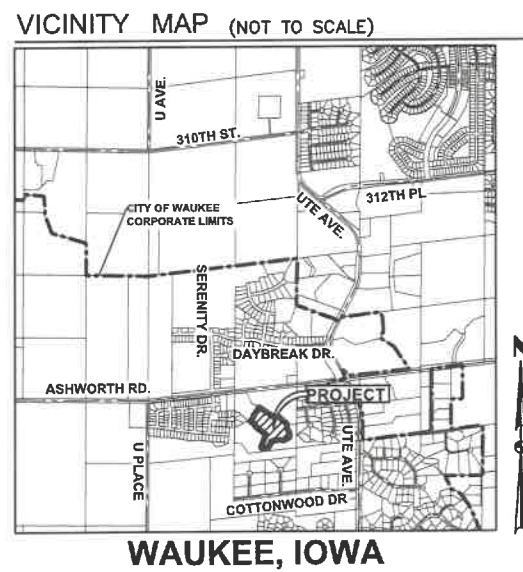 VICINITY MAP (NOT TO SCALE)
U AVE.
310TH ST.
312TH PL
CITY OF WAUKEE
CORPORATE LIMITS
UTE AVE.
SERENITY DR.
DAYBREAK DR.
ASHWORTH RD.
PROJECT
U PLACE
UTE AVE.
COTTONWOOD DR
N
WAUKEE, IOWA